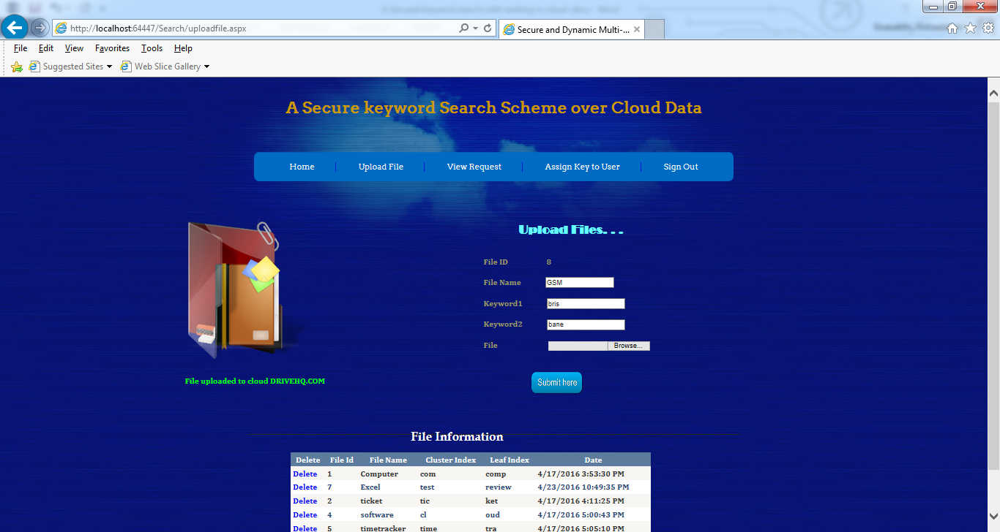 http://localhost:64447/Search/uploadfile.aspx
Secure and Dynamic Multi-...
File Edit View Favorites Tools Help
Suggested Sites Web Slice Gallery
A Secure keyword Search Scheme over Cloud Data
Home Upload File View Request Assign Key to User Sign Out
Upload Files. . .
File ID 8
File Name GSM
Keyword1 bris
Keyword2 bane
File Browse...
File uploaded to cloud DRIVEHQ.COM
Submit here
File Information
Delete File Id File Name Cluster Index Leaf Index Date
Delete 1 Computer com comp 4/17/2016 3:53:30 PM
Delete 7 Excel test review 4/23/2016 10:49:35 PM
Delete 2 ticket tic ket 4/17/2016 4:11:25 PM
Delete 4 software cl oud 4/17/2016 5:00:43 PM
Delete 5 timetracker time tra 4/17/2016 5:05:10 PM